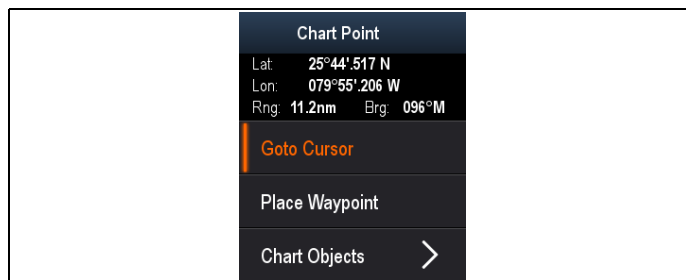 Chart Point
Lat: 25°44'.517 N
Lon: 079°55'.206 W
Rng: 11.2nm Brg: 096°M
Goto Cursor
Place Waypoint
Chart Objects